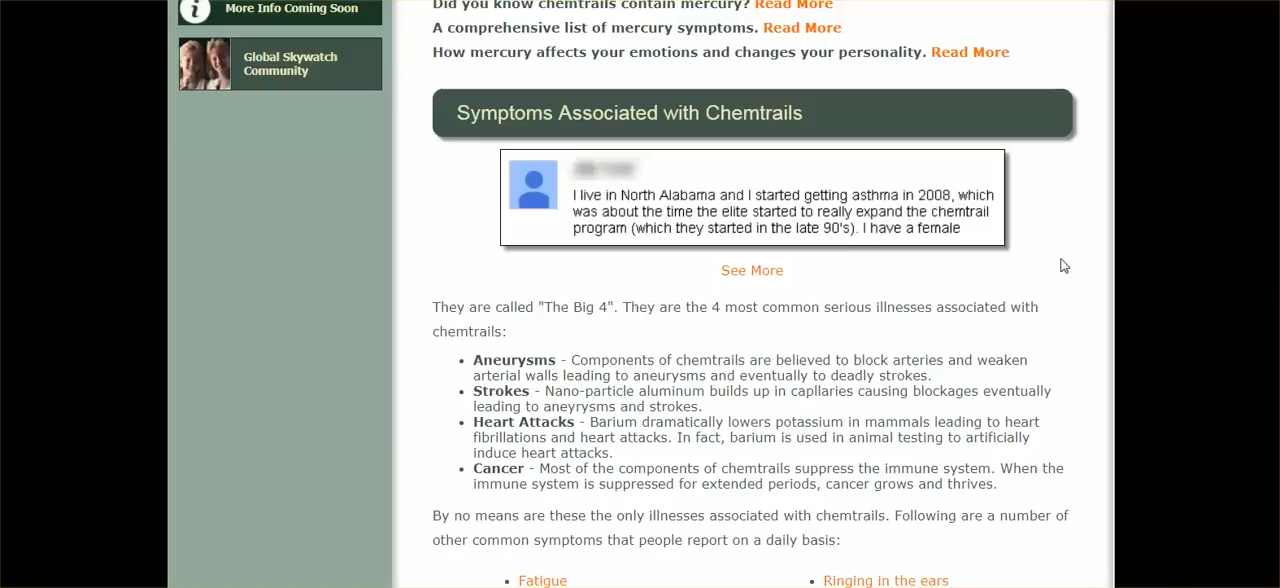 More Info Coming Soon
Global Skywatch
Community
Did you know chemtrails contain mercury? Read More
A comprehensive list of mercury symptoms. Read More
How mercury affects your emotions and changes your personality. Read More
Symptoms Associated with Chemtrails
I live in North Alabama and I started getting asthma in 2008, which
was about the time the elite started to really expand the chemtrail
program (which they started in the late 90's). I have a female
See More
They are called "The Big 4". They are the 4 most common serious illnesses associated with
chemtrails:
• Aneurysms - Components of chemtrails are believed to block arteries and weaken
arterial walls leading to aneurysms and eventually to deadly strokes.
• Strokes - Nano-particle aluminum builds up in capllaries causing blockages eventually
leading to aneyrysms and strokes.
• Heart Attacks - Barium dramatically lowers potassium in mammals leading to heart
fibrillations and heart attacks. In fact, barium is used in animal testing to artificially
induce heart attacks.
• Cancer - Most of the components of chemtrails suppress the immune system. When the
immune system is suppressed for extended periods, cancer grows and thrives.
By no means are these the only illnesses associated with chemtrails. Following are a number of
other common symptoms that people report on a daily basis:
• Fatigue
• Ringing in the ears